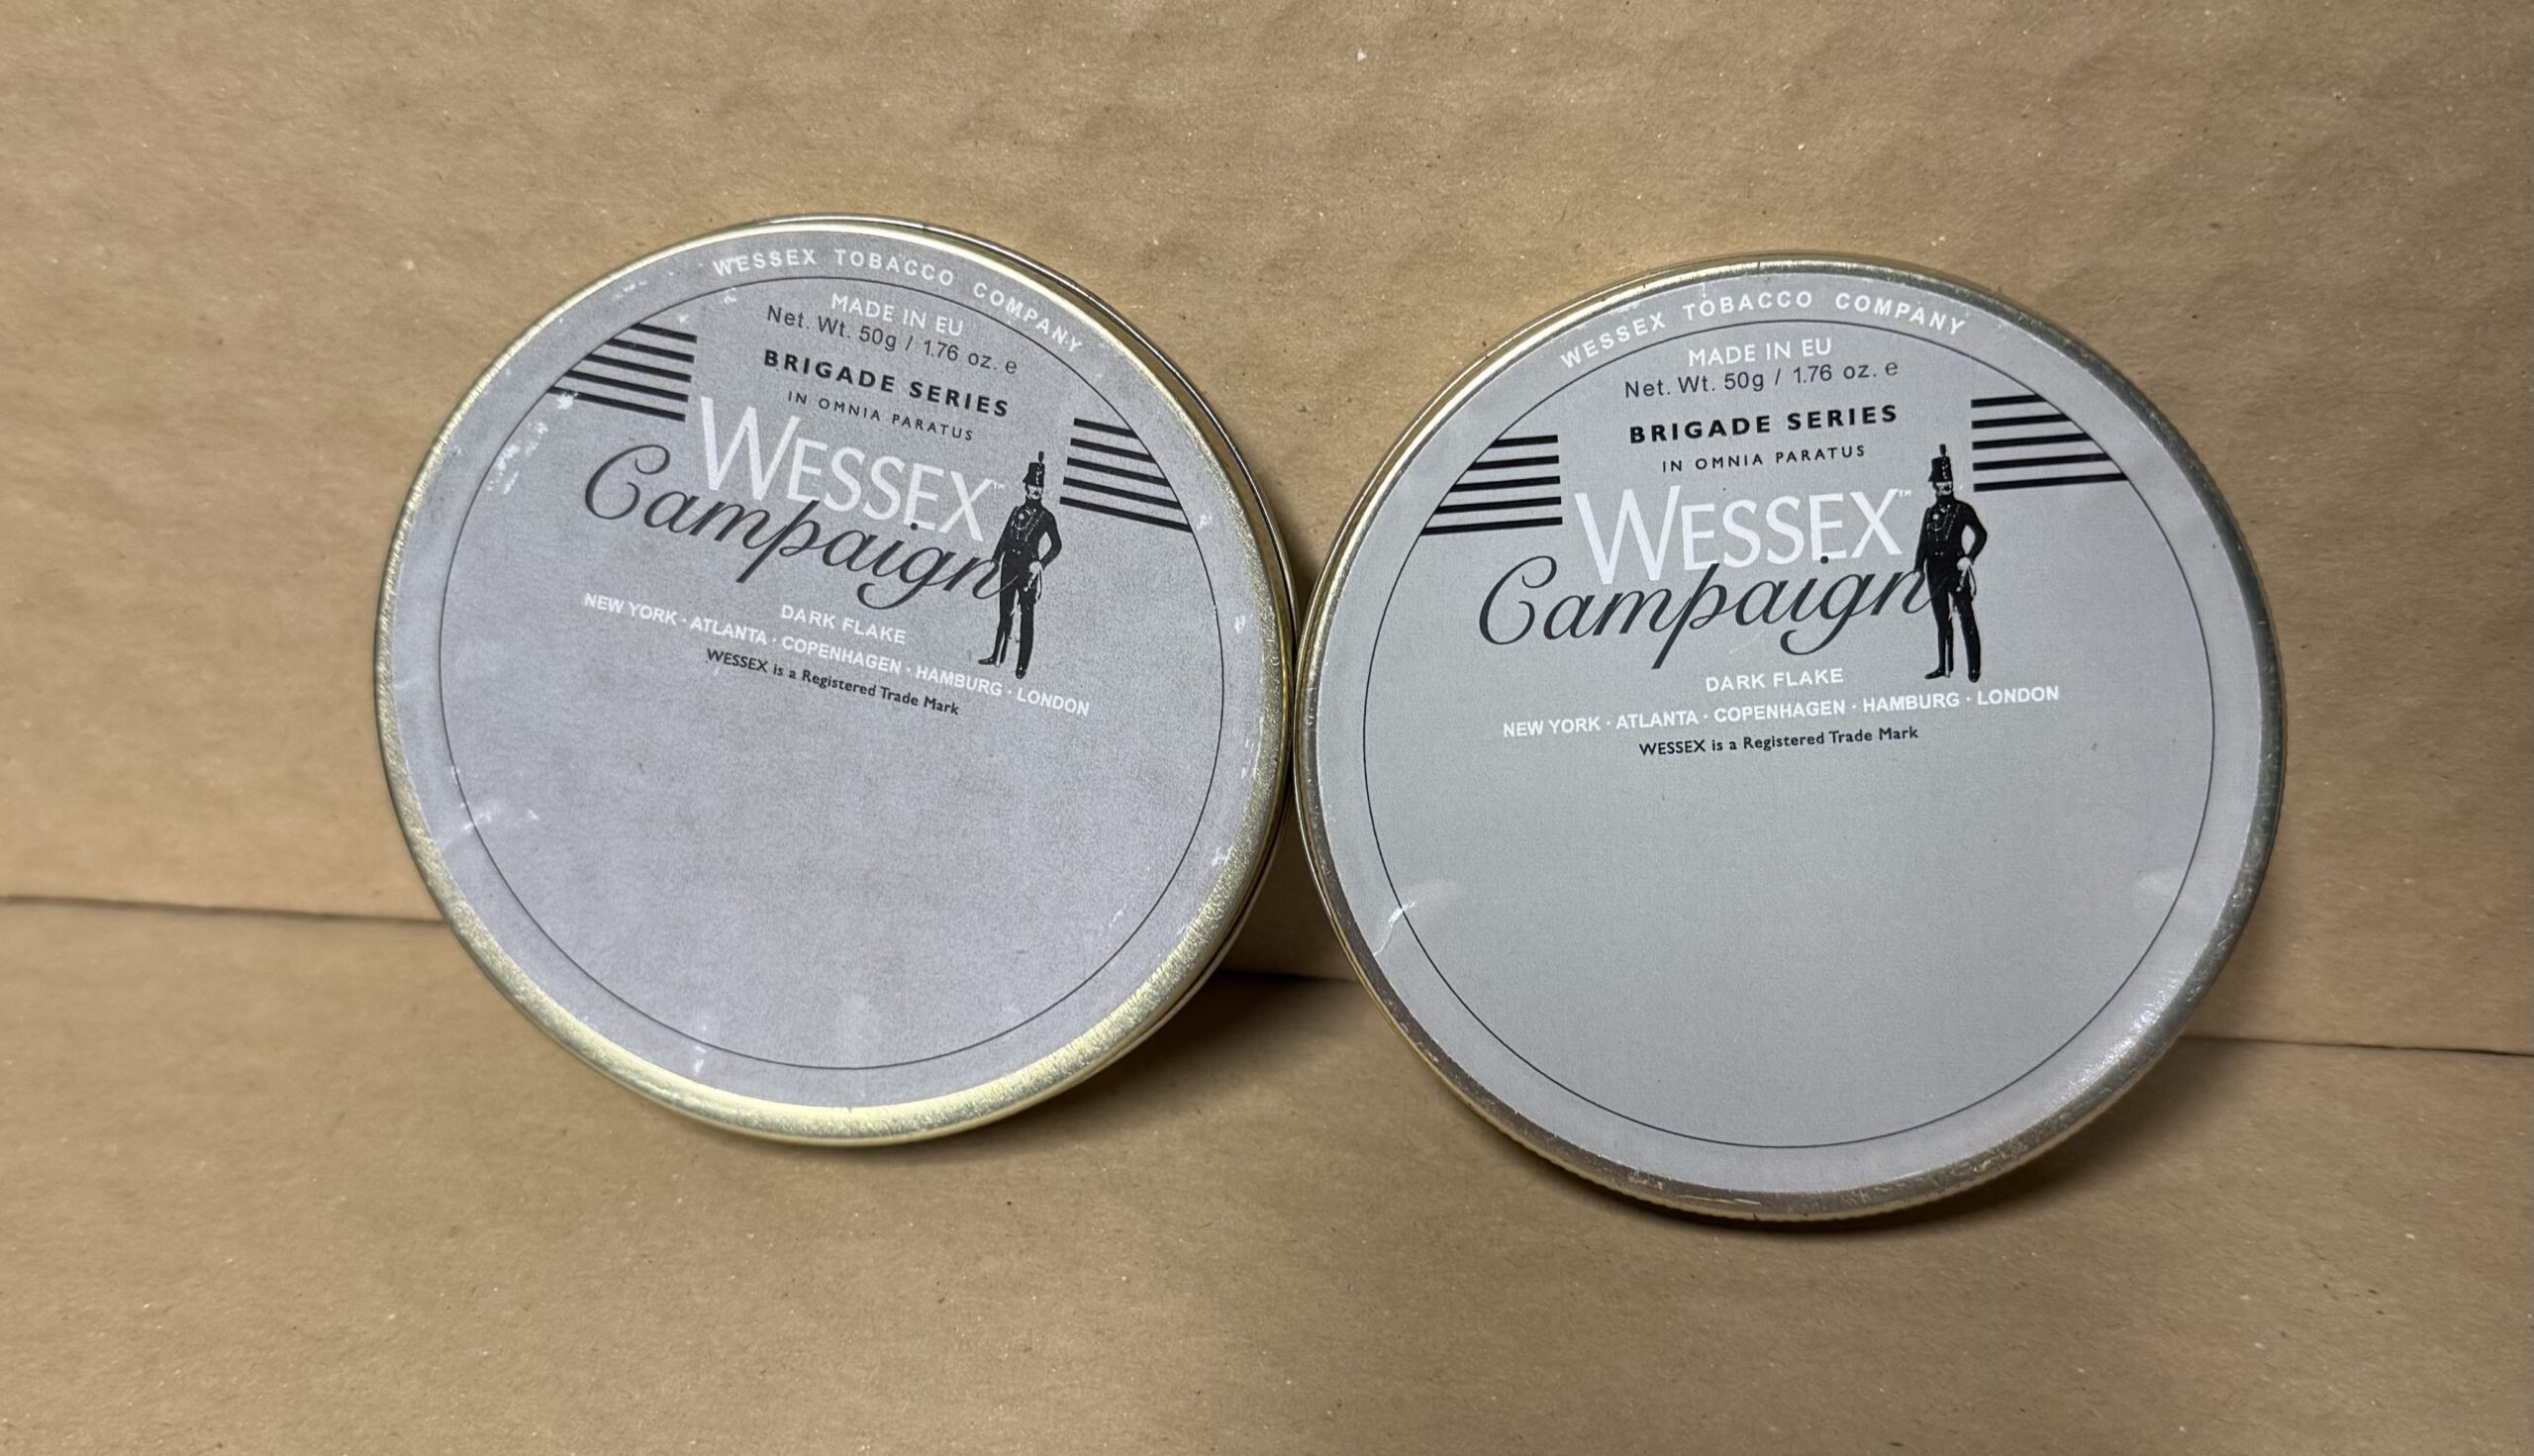 WESSEX TOBACCO COMPANY
MADE IN EU
Net. Wt. 50g / 1.76 oz. e
BRIGADE SERIES
IN OMNIA PARATUS
WESSEX™
Campaign
DARK FLAKE
NEW YORK · ATLANTA · COPENHAGEN · HAMBURG · LONDON
WESSEX is a Registered Trade Mark
WESSEX TOBACCO COMPANY
MADE IN EU
Net. Wt. 50g / 1.76 oz. e
BRIGADE SERIES
IN OMNIA PARATUS
WESSEX™
Campaign
DARK FLAKE
NEW YORK · ATLANTA · COPENHAGEN · HAMBURG · LONDON
WESSEX is a Registered Trade Mark